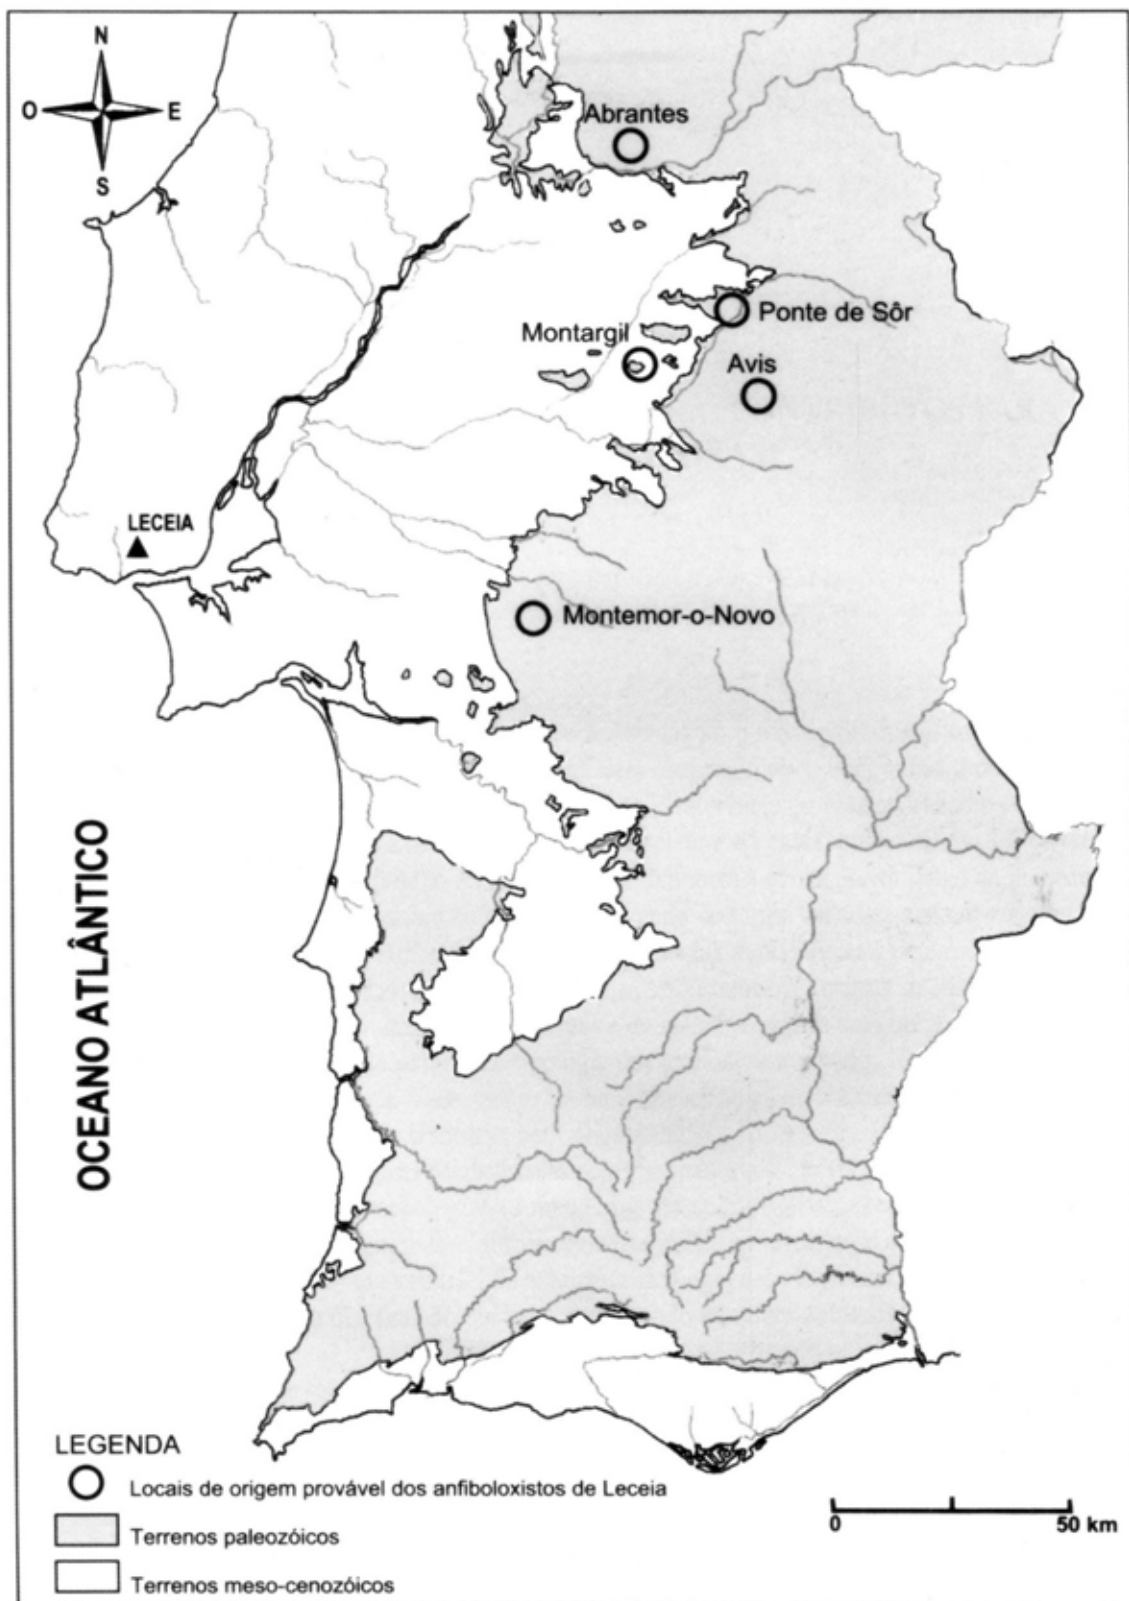 N
O
E
S
Abrantes
Ponte de Sôr
Montargil
Avis
LECEIA
Montemor-o-Novo
OCEANO ATLÂNTICO
LEGENDA
Locais de origem provável dos anfiboloxistos de Leceia
Terrenos paleozóicos
Terrenos meso-cenozóicos
0
50 km